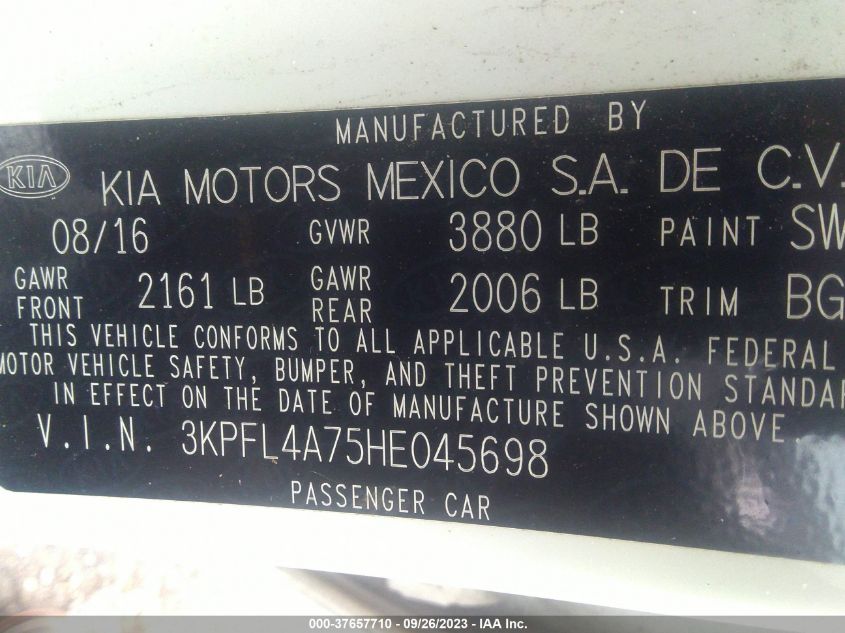 MANUFACTURED BY
KIA KIA MOTORS MEXICO S.A. DE C.V.
08/16 GVWR 3880 LB PAINT SW
GAWR FRONT 2161 LB GAWR REAR 2006 LB TRIM BG
THIS VEHICLE CONFORMS TO ALL APPLICABLE U.S.A. FEDERAL
MOTOR VEHICLE SAFETY, BUMPER, AND THEFT PREVENTION STANDAR
IN EFFECT ON THE DATE OF MANUFACTURE SHOWN ABOVE.
V.I.N. 3KPFL4A75HE045698
PASSENGER CAR
000-37657710 - 09/26/2023 - IAA Inc.